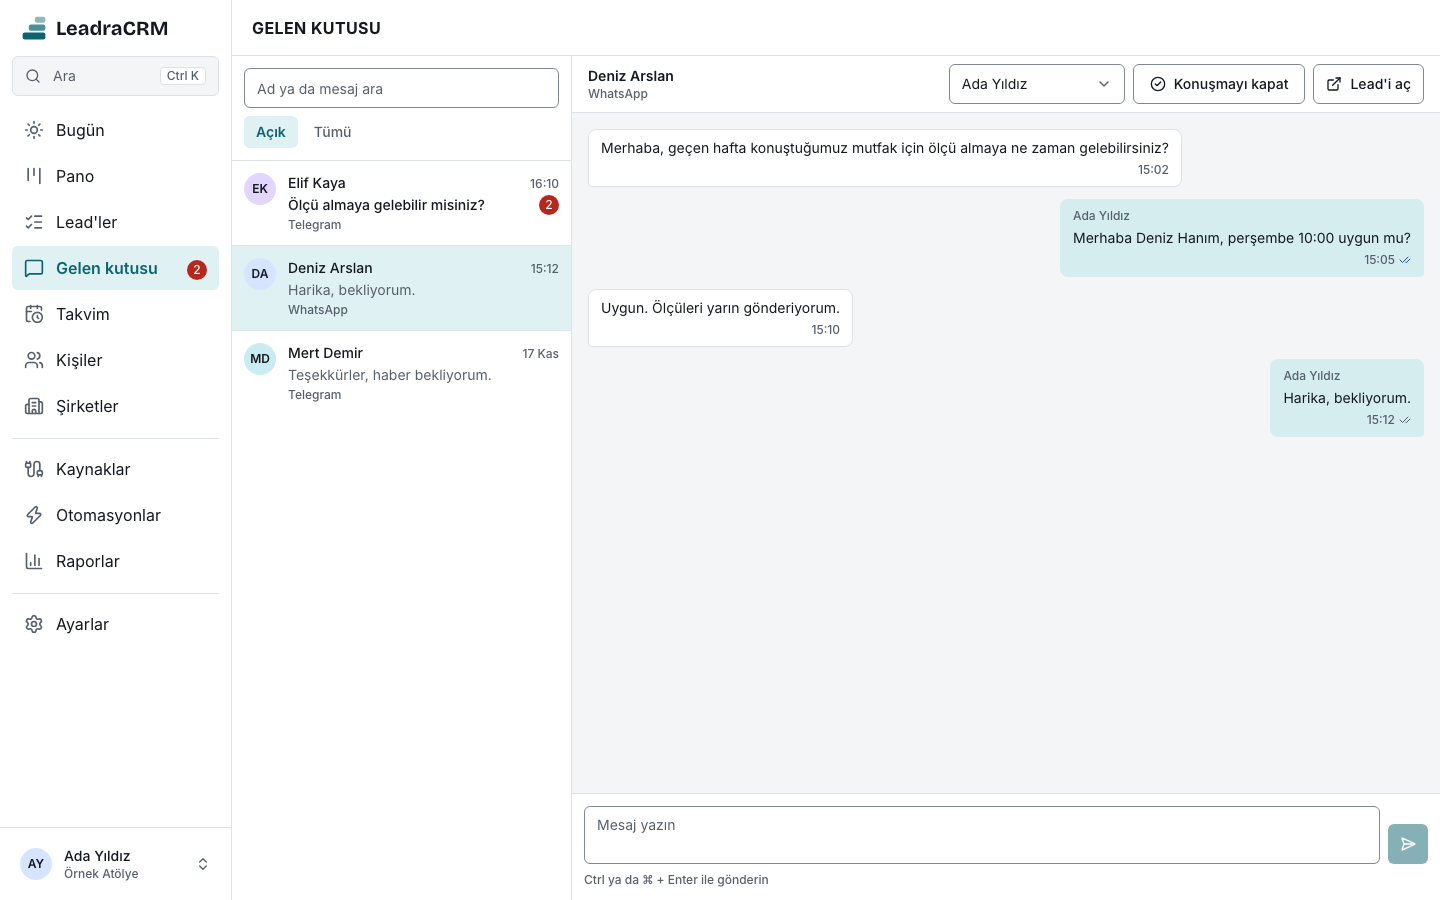 LeadraCRM
Ara
Ctrl K
Bugün
Pano
Lead'ler
Gelen kutusu
2
Takvim
Kişiler
Şirketler
Kaynaklar
Otomasyonlar
Raporlar
Ayarlar
AY
Ada Yıldız
Örnek Atölye
GELEN KUTUSU
Ad ya da mesaj ara
Açık
Tümü
EK
Elif Kaya
16:10
Ölçü almaya gelebilir misiniz?
2
Telegram
DA
Deniz Arslan
15:12
Harika, bekliyorum.
WhatsApp
MD
Mert Demir
17 Kas
Teşekkürler, haber bekliyorum.
Telegram
Deniz Arslan
WhatsApp
Ada Yıldız
Konuşmayı kapat
Lead'i aç
Merhaba, geçen hafta konuştuğumuz mutfak için ölçü almaya ne zaman gelebilirsiniz?
15:02
Ada Yıldız
Merhaba Deniz Hanım, perşembe 10:00 uygun mu?
15:05
Uygun. Ölçüleri yarın gönderiyorum.
15:10
Ada Yıldız
Harika, bekliyorum.
15:12
Mesaj yazın
Ctrl ya da ⌘ + Enter ile gönderin